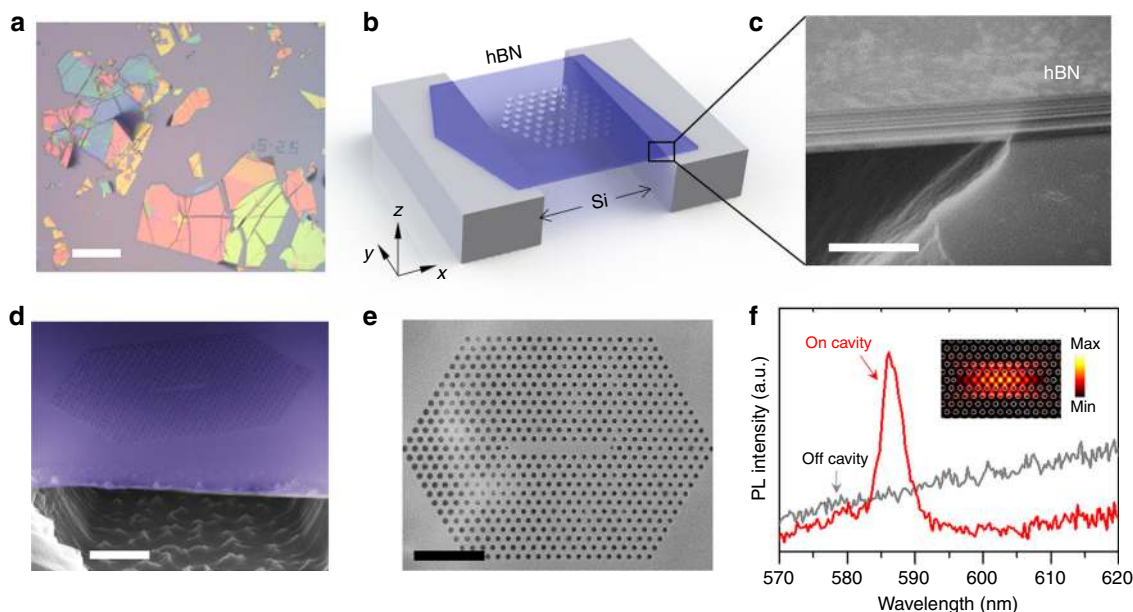 a
b
c
hBN
hBN
Si
z
y
x
d
e
f
On cavity
Max
Min
Off cavity
PL intensity (a.u.)
570
580
590
600
610
620
Wavelength (nm)